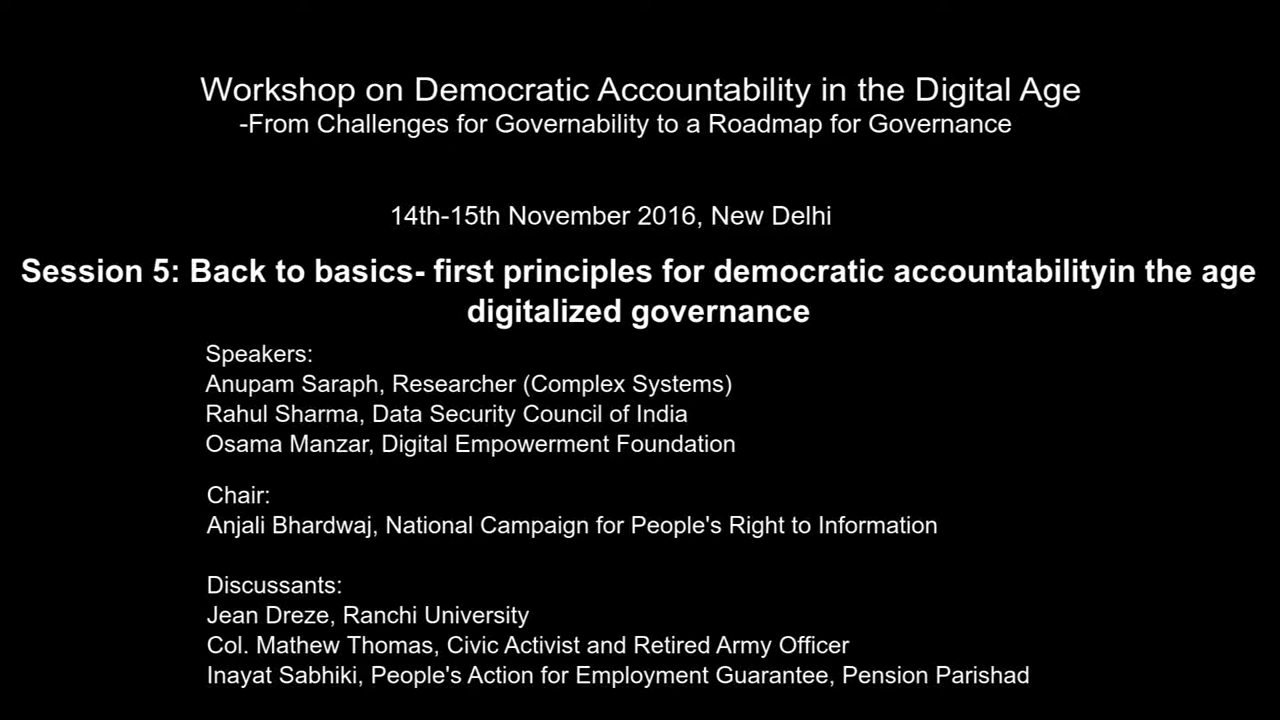 Workshop on Democratic Accountability in the Digital Age
-From Challenges for Governability to a Roadmap for Governance
14th-15th November 2016, New Delhi
Session 5: Back to basics- first principles for democratic accountabilityin the age
digitalized governance
Speakers:
Anupam Saraph, Researcher (Complex Systems)
Rahul Sharma, Data Security Council of India
Osama Manzar, Digital Empowerment Foundation
Chair:
Anjali Bhardwaj, National Campaign for People's Right to Information
Discussants:
Jean Dreze, Ranchi University
Col. Mathew Thomas, Civic Activist and Retired Army Officer
Inayat Sabhiki, People's Action for Employment Guarantee, Pension Parishad